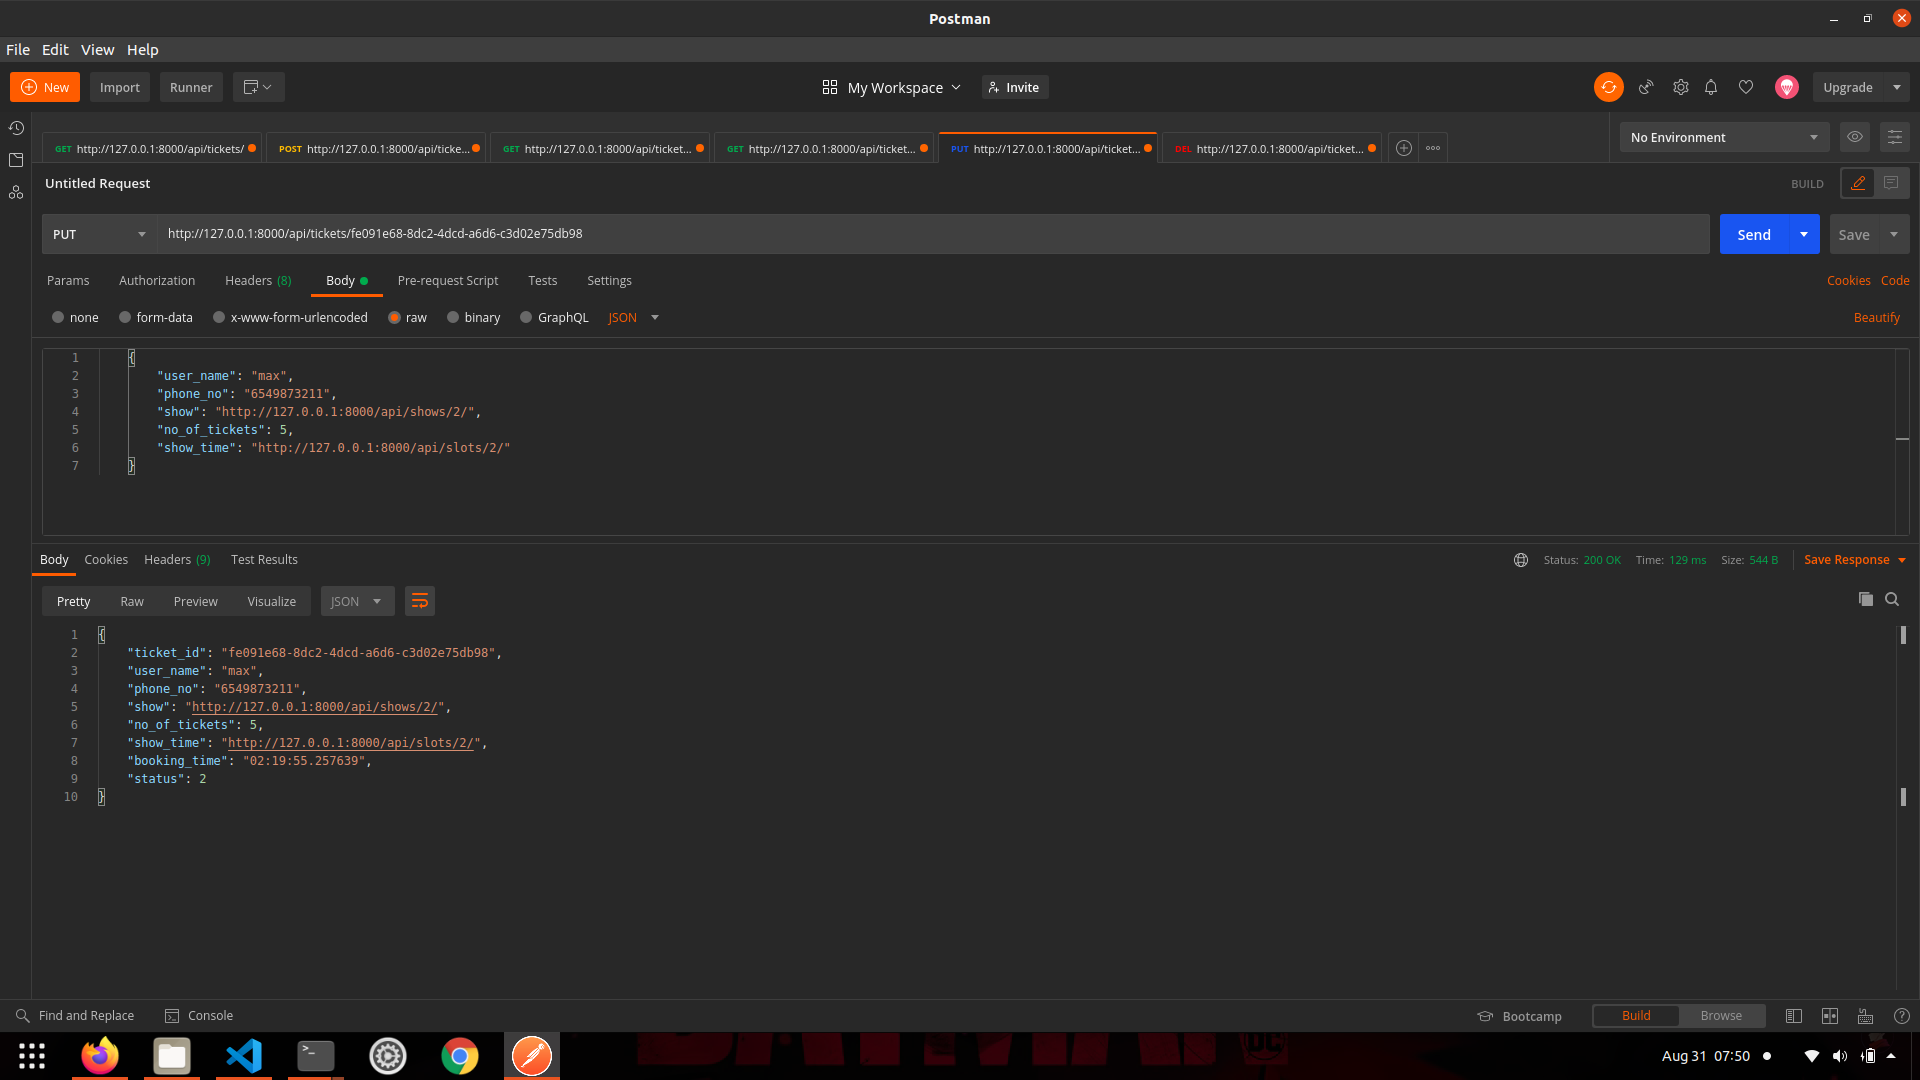 Postman
File Edit View Help
New Import Runner My Workspace Invite Upgrade
GET http://127.0.0.1:8000/api/tickets/ POST http://127.0.0.1:8000/api/ticke... GET http://127.0.0.1:8000/api/ticket... GET http://127.0.0.1:8000/api/ticket... PUT http://127.0.0.1:8000/api/ticket... DEL http://127.0.0.1:8000/api/ticket... No Environment
Untitled Request BUILD
PUT http://127.0.0.1:8000/api/tickets/fe091e68-8dc2-4dcd-a6d6-c3d02e75db98 Send Save
Params Authorization Headers (8) Body Pre-request Script Tests Settings Cookies Code
none form-data x-www-form-urlencoded raw binary GraphQL JSON Beautify
1 {
2 "user_name": "max",
3 "phone_no": "6549873211",
4 "show": "http://127.0.0.1:8000/api/shows/2/",
5 "no_of_tickets": 5,
6 "show_time": "http://127.0.0.1:8000/api/slots/2/"
7 }
Body Cookies Headers (9) Test Results Status: 200 OK Time: 129 ms Size: 544 B Save Response
Pretty Raw Preview Visualize JSON
1 {
2 "ticket_id": "fe091e68-8dc2-4dcd-a6d6-c3d02e75db98",
3 "user_name": "max",
4 "phone_no": "6549873211",
5 "show": "http://127.0.0.1:8000/api/shows/2/",
6 "no_of_tickets": 5,
7 "show_time": "http://127.0.0.1:8000/api/slots/2/",
8 "booking_time": "02:19:55.257639",
9 "status": 2
10 }
Find and Replace Console Bootcamp Build Browse
Aug 31 07:50